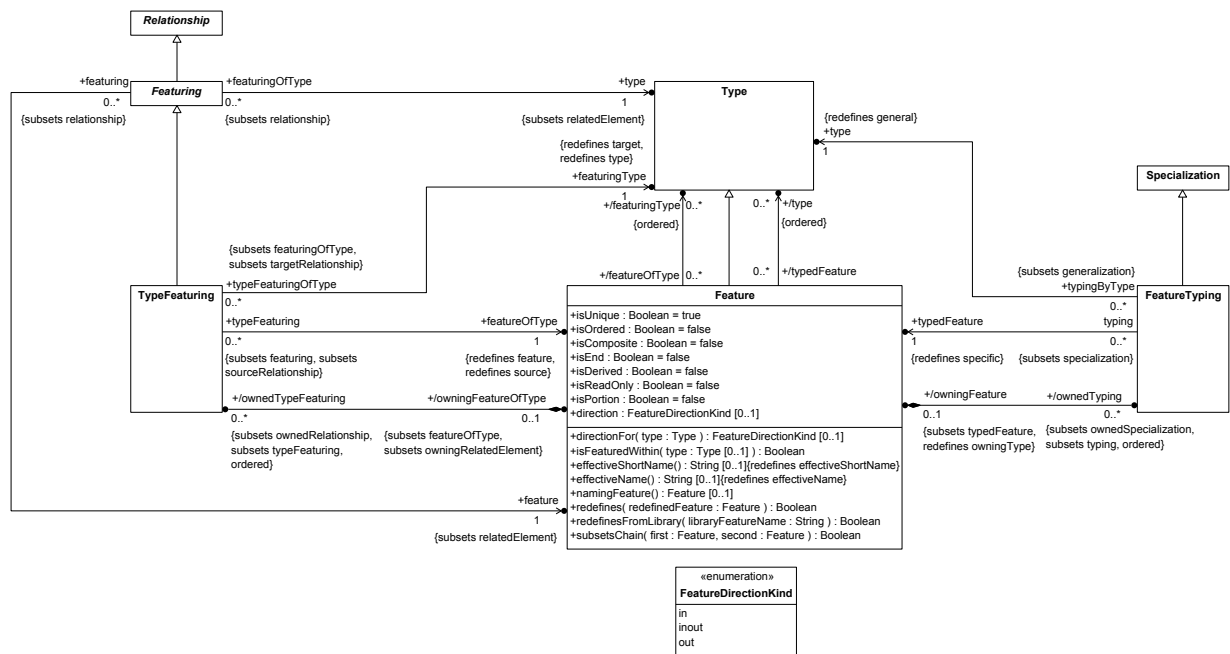 Relationship
+featuring
0..*
{subsets relationship}
Featuring
+featuringOfType
0..*
{subsets relationship}
+type
1
{subsets relatedElement}
Type
{redefines general}
+type
1
{redefines target,
redefines type}
+featuringType
1
Specialization
+/featuringType
0..*
{ordered}
0..*
+/type
{ordered}
{subsets featuringOfType,
subsets targetRelationship}
+typeFeaturingOfType
0..*
+/featureOfType
0..*
0..*
+/typedFeature
{subsets generalization}
+typingByType
0..*
TypeFeaturing
Feature
FeatureTyping
+isUnique : Boolean = true
+isOrdered : Boolean = false
+isComposite : Boolean = false
+isEnd : Boolean = false
+isDerived : Boolean = false
+isReadOnly : Boolean = false
+isPortion : Boolean = false
+direction : FeatureDirectionKind [0..1]
+directionFor( type : Type ) : FeatureDirectionKind [0..1]
+isFeaturedWithin( type : Type [0..1] ) : Boolean
+effectiveShortName() : String [0..1]{redefines effectiveShortName}
+effectiveName() : String [0..1]{redefines effectiveName}
+namingFeature() : Feature [0..1]
+redefines( redefinedFeature : Feature ) : Boolean
+redefinesFromLibrary( libraryFeatureName : String ) : Boolean
+subsetsChain( first : Feature, second : Feature ) : Boolean
+typeFeaturing
0..*
{subsets featuring, subsets
sourceRelationship}
+featureOfType
1
{redefines feature,
redefines source}
+typedFeature
1
{redefines specific}
typing
0..*
{subsets specialization}
+/ownedTypeFeaturing
0..*
{subsets ownedRelationship,
subsets typeFeaturing,
ordered}
+/owningFeatureOfType
0..1
{subsets featureOfType,
subsets owningRelatedElement}
+/owningFeature
0..1
{subsets typedFeature,
redefines owningType}
+/ownedTyping
0..*
{subsets ownedSpecialization,
subsets typing, ordered}
+feature
1
{subsets relatedElement}
«enumeration»
FeatureDirectionKind
in
inout
out